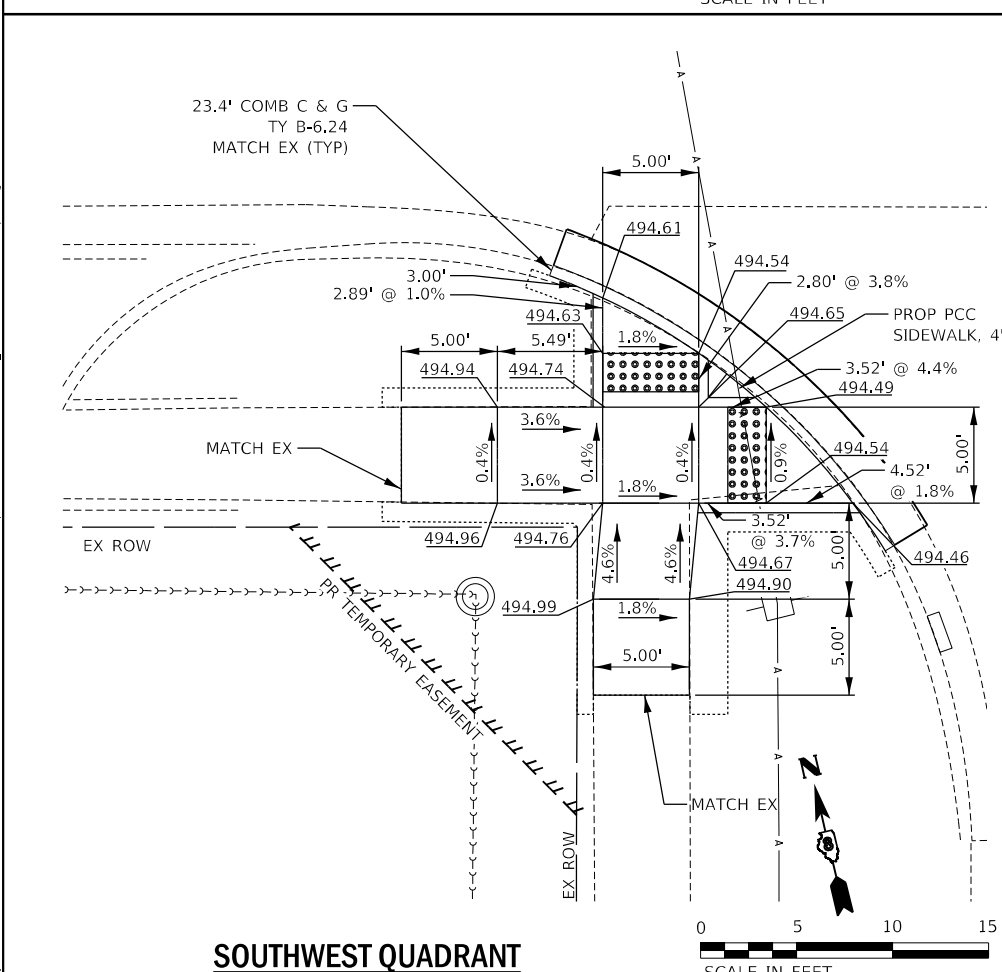 SCALE IN FEET
23.4' COMB C & G
TY B-6.24
MATCH EX (TYP)
5.00'
A
A
494.61
494.54
3.00'
2.89' @ 1.0%
2.80' @ 3.8%
A
494.63
494.65
PROP PCC
SIDEWALK, 4"
1.8%
5.00'
5.49'
3.52' @ 4.4%
494.94
494.74
494.49
A
3.6%
MATCH EX
0.4%
0.4%
0.4%
0.9%
494.54
5.00'
4.52'
@ 1.8%
3.6%
1.8%
A
3.52'
@ 3.7%
EX ROW
494.96
494.76
494.67
494.46
4.6%
4.6%
5.00'
494.90
PR TEMPORARY EASEMENT
494.99
1.8%
5.00'
5.00'
A
A
N
8
MATCH EX
A
EX ROW
SOUTHWEST QUADRANT
0 5 10 15
SCALE IN FEET